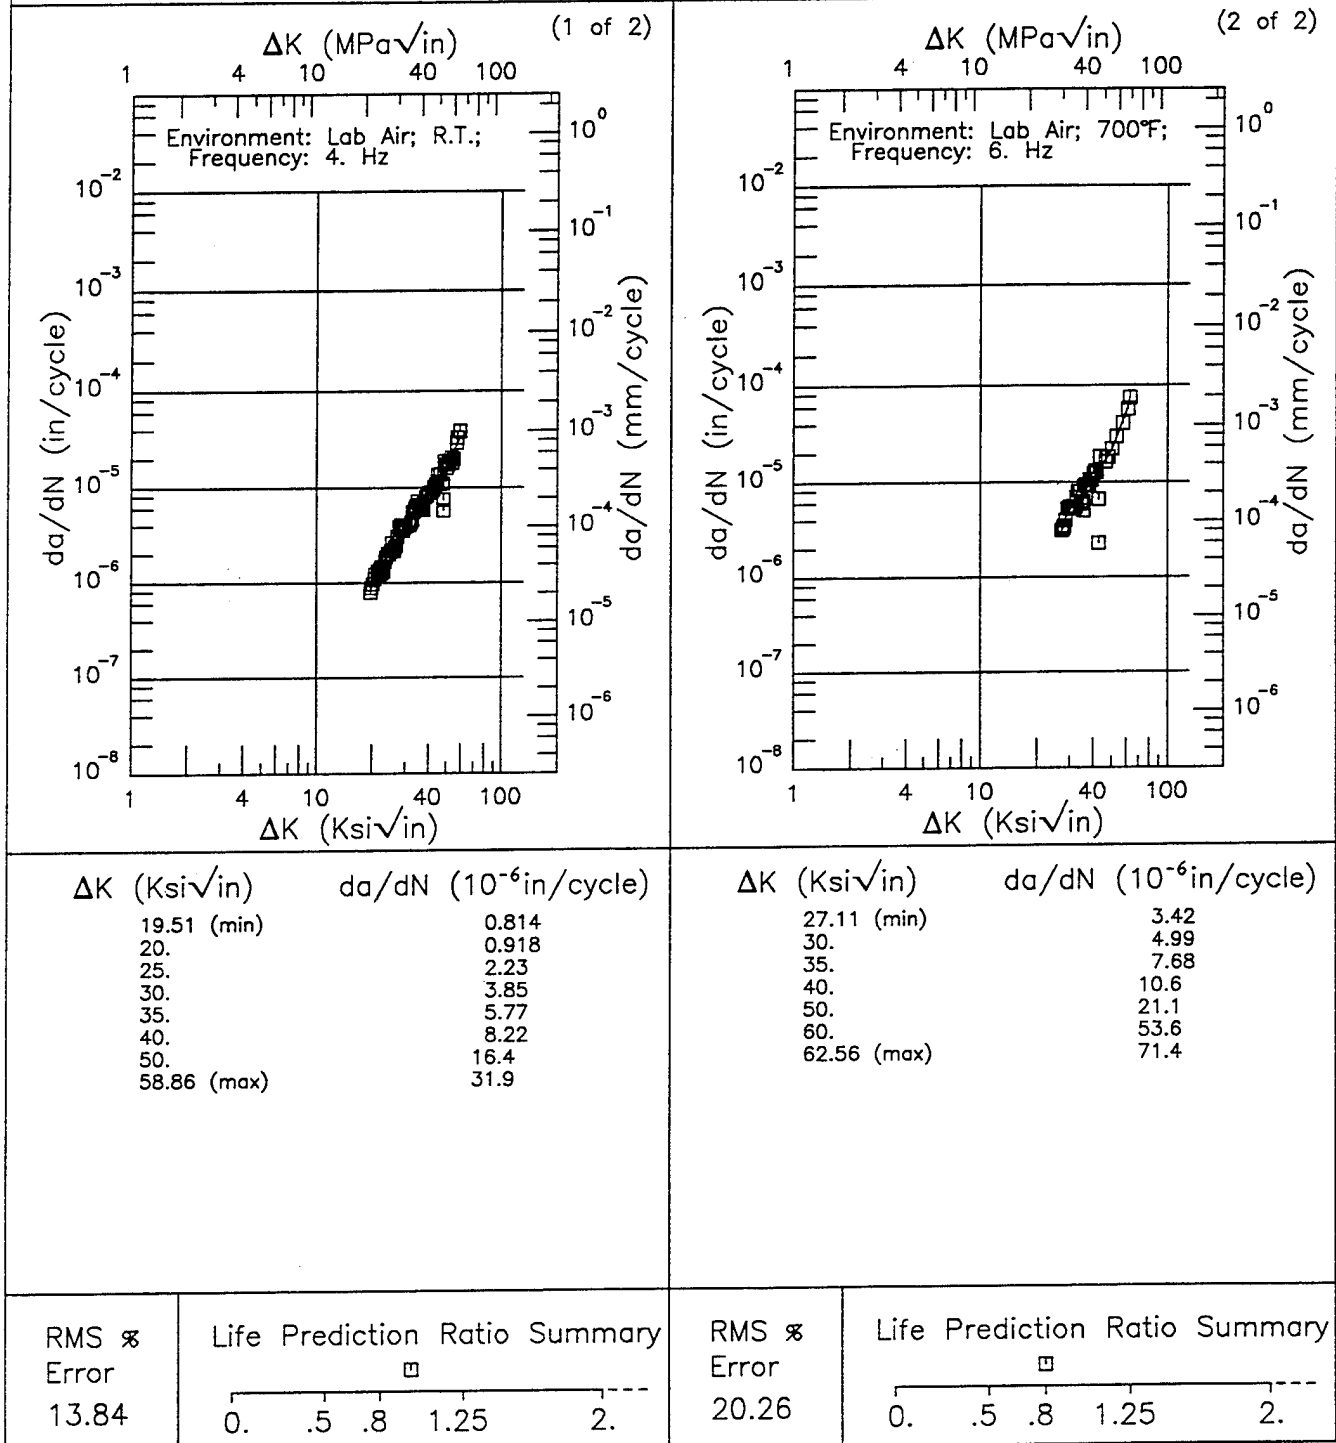 (1 of 2)
ΔK (MPa√in)
1 4 10 40 100
Environment: Lab Air; R.T.;
Frequency: 4. Hz
da/dN (in/cycle)
10⁻²
10⁻³
10⁻⁴
10⁻⁵
10⁻⁶
10⁻⁷
10⁻⁸
10⁰
10⁻¹
10⁻²
10⁻³
10⁻⁴
10⁻⁵
10⁻⁶
da/dN (mm/cycle)
1 4 10 40 100
ΔK (Ksi√in)
(2 of 2)
ΔK (MPa√in)
1 4 10 40 100
Environment: Lab Air; 700°F;
Frequency: 6. Hz
da/dN (in/cycle)
10⁻²
10⁻³
10⁻⁴
10⁻⁵
10⁻⁶
10⁻⁷
10⁻⁸
10⁰
10⁻¹
10⁻²
10⁻³
10⁻⁴
10⁻⁵
10⁻⁶
da/dN (mm/cycle)
1 4 10 40 100
ΔK (Ksi√in)
ΔK (Ksi√in) da/dN (10⁻⁶in/cycle)
19.51 (min) 0.814
20. 0.918
25. 2.23
30. 3.85
35. 5.77
40. 8.22
50. 16.4
58.86 (max) 31.9
ΔK (Ksi√in) da/dN (10⁻⁶in/cycle)
27.11 (min) 3.42
30. 4.99
35. 7.68
40. 10.6
50. 21.1
60. 53.6
62.56 (max) 71.4
RMS %
Error
13.84
Life Prediction Ratio Summary
0. .5 .8 1.25 2.
RMS %
Error
20.26
Life Prediction Ratio Summary
0. .5 .8 1.25 2.